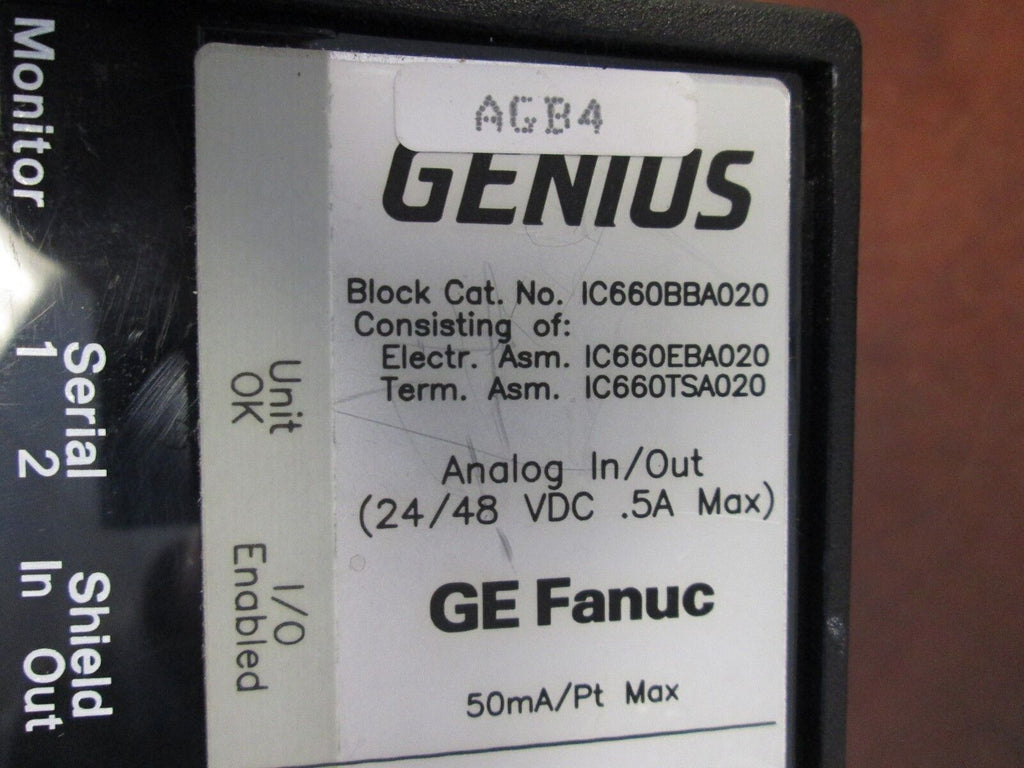 AGB4
GENIUS
Block Cat. No. IC660BBA020
Consisting of:
Electr. Asm. IC660EBA020
Term. Asm. IC660TSA020
Analog In/Out
(24/48 VDC .5A Max)
GE Fanuc
50mA/Pt Max
Unit
OK
I/O
Enabled
Monitor
Serial
1 2
Shield
In Out